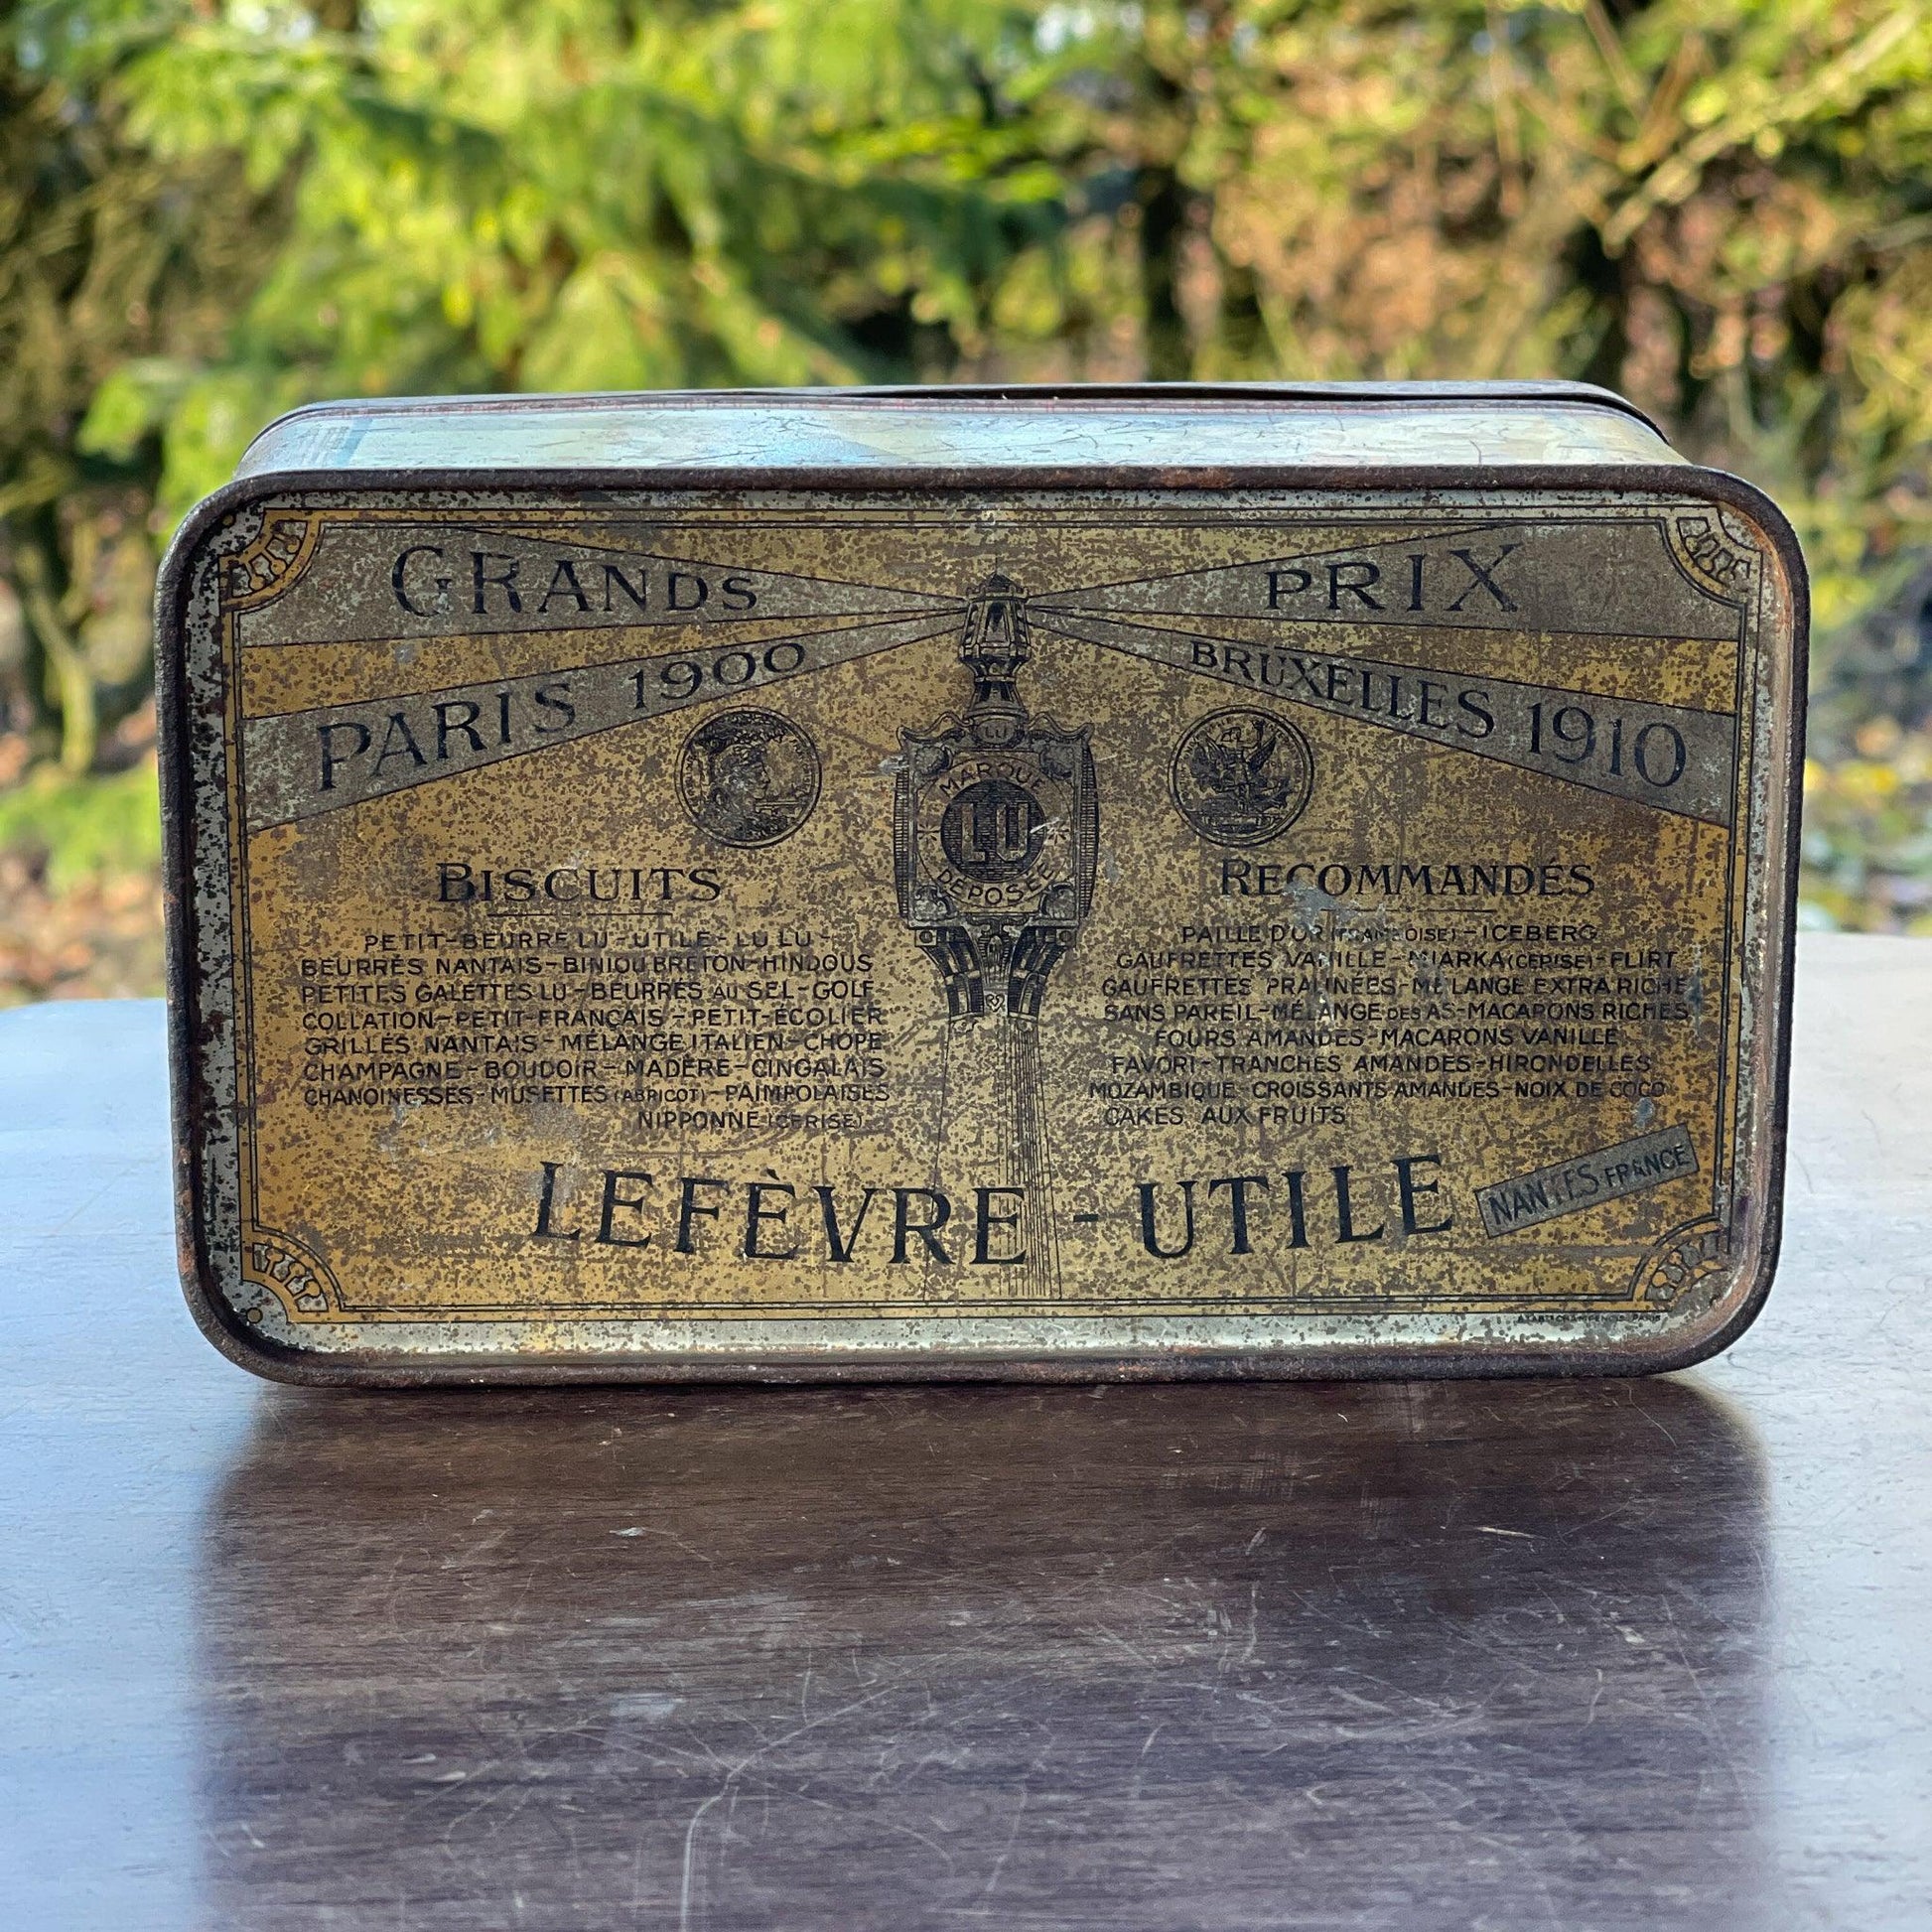 GRANDS PRIX
PARIS 1900
BRUXELLES 1910
LU
MARQUE
LU
DÉPOSÉE
BISCUITS
PETIT-BEURRE LU-UTILE-LU LU-
BEURRÉS NANTAIS-BINIOU BRETON-HINDOUS
PETITES GALETTES LU-BEURRÉS AU SEL-GOLF
COLLATION-PETIT-FRANÇAIS-PETIT-ÉCOLIER
GRILLÉS NANTAIS-MÉLANGE ITALIEN-CHOPE
CHAMPAGNE-BOUDOIR-MADÈRE-CINGALAIS
CHANOINESSES-MUSETTES (ABRICOT)-PAIMPOLAISES
NIPPONNE (CERISE)
RECOMMANDÉS
PAILLE D'OR (FRAMBOISE)-ICEBERG
GAUFRETTES VANILLE-MIARKA (CERISE)-FLIRT
GAUFRETTES PRALINÉES-MÉLANGE EXTRA RICHE
SANS PAREIL-MÉLANGE DES AS-MACARONS RICHES
FOURS AMANDES-MACARONS VANILLE
FAVORI-TRANCHES AMANDES-HIRONDELLES
MOZAMBIQUE-CROISSANTS AMANDES-NOIX DE COCO
CAKES AUX FRUITS
LEFÈVRE-UTILE
NANTES-FRANCE